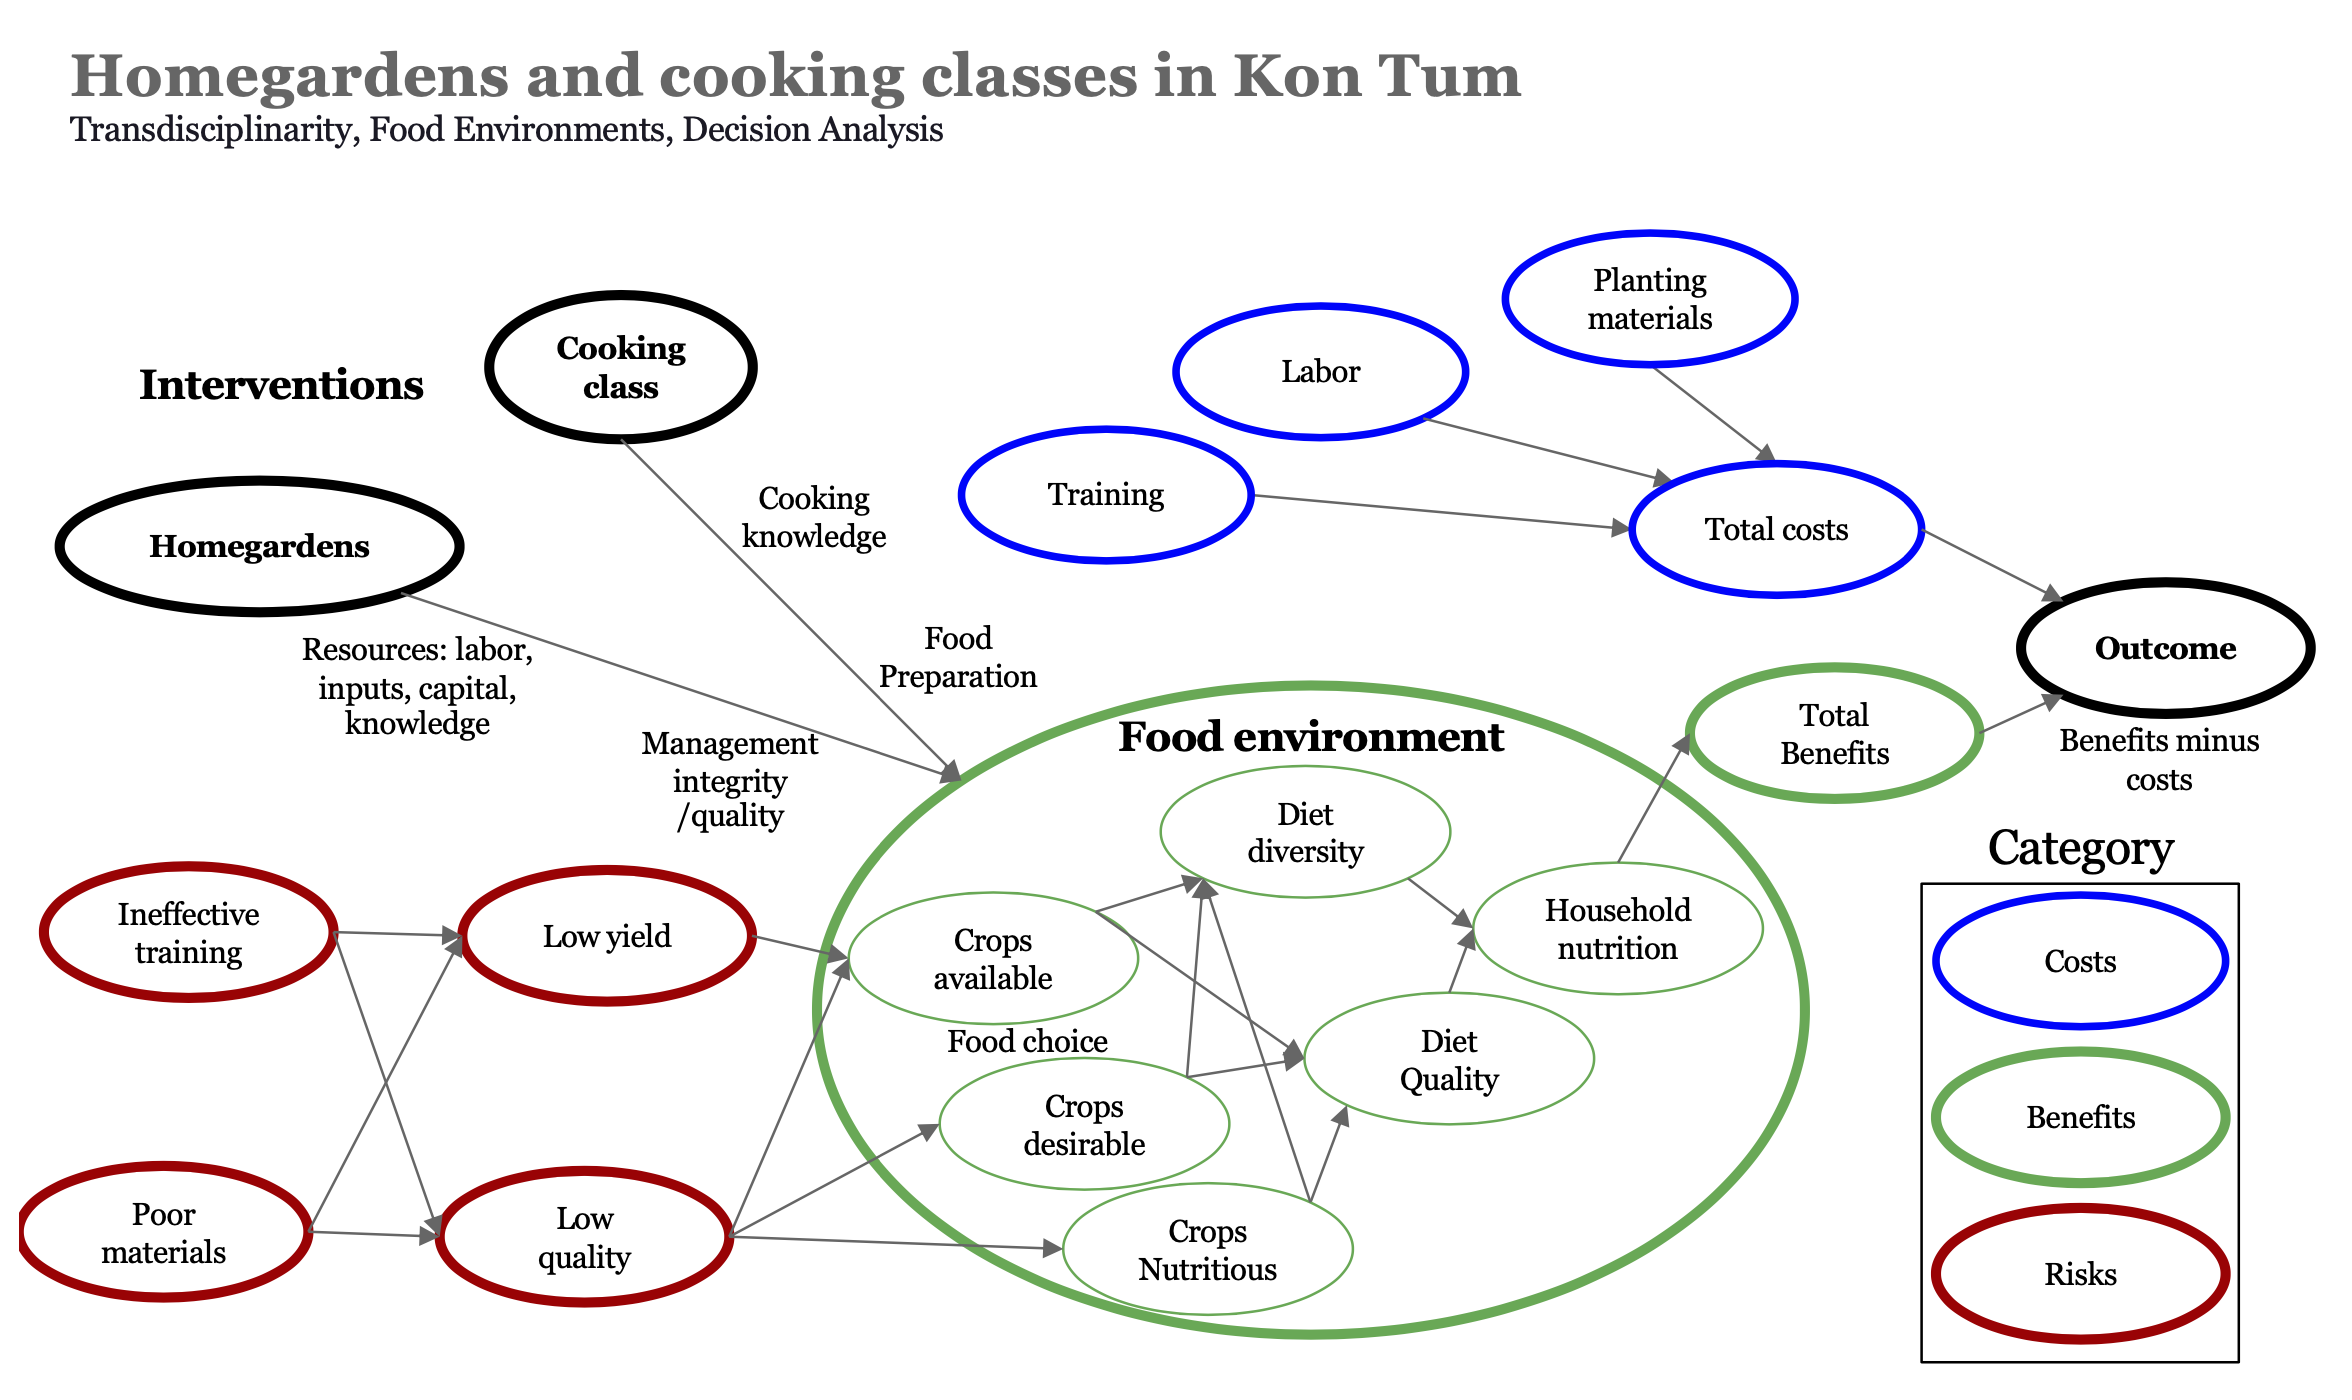 Homegardens and cooking classes in Kon Tum
Transdisciplinarity, Food Environments, Decision Analysis
Interventions
Cooking
class
Homegardens
Cooking
knowledge
Resources: labor,
inputs, capital,
knowledge
Food
Preparation
Management
integrity
/quality
Planting
materials
Labor
Training
Total costs
Outcome
Total
Benefits
Benefits minus
costs
Ineffective
training
Low yield
Poor
materials
Low
quality
Food environment
Diet
diversity
Household
nutrition
Crops
available
Food choice
Diet
Quality
Crops
desirable
Crops
Nutritious
Category
Costs
Benefits
Risks